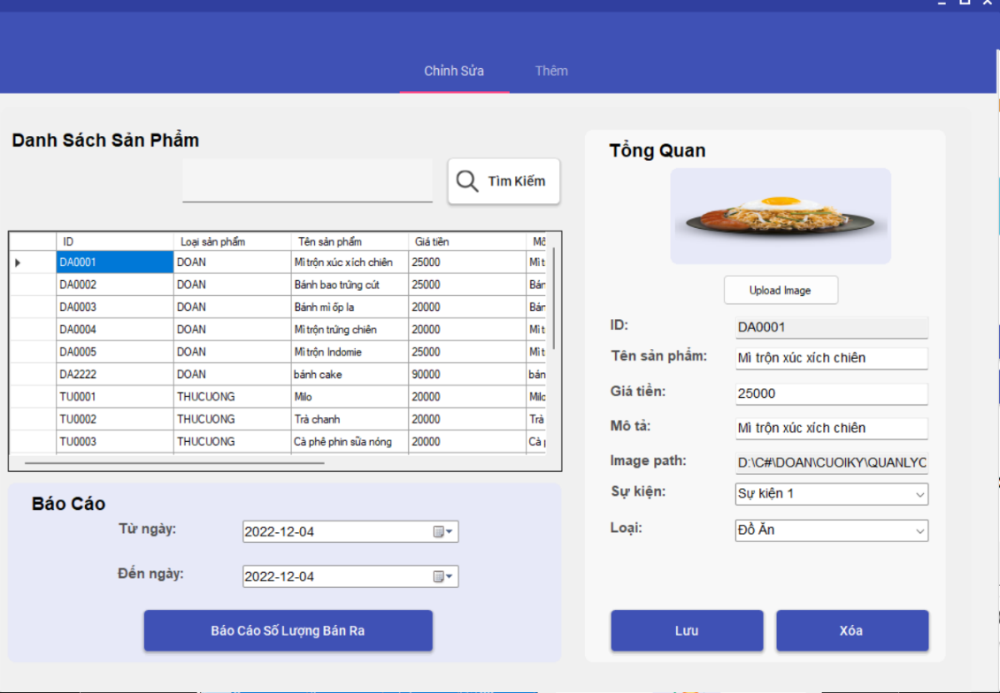 Chỉnh Sửa Thêm
Danh Sách Sản Phẩm
Tìm Kiếm
ID Loại sản phẩm Tên sản phẩm Giá tiền Mô
DA0001 DOAN Mì trộn xúc xích chiên 25000 Mì t
DA0002 DOAN Bánh bao trứng cút 25000 Bán
DA0003 DOAN Bánh mì ốp la 20000 Bán
DA0004 DOAN Mì trộn trứng chiên 20000 Mì t
DA0005 DOAN Mì trộn Indomie 25000 Mì t
DA2222 DOAN bánh cake 90000 bán
TU0001 THUCUONG Milo 20000 Milo
TU0002 THUCUONG Trà chanh 20000 Trà
TU0003 THUCUONG Cà phê phin sữa nóng 20000 Cà
Báo Cáo
Từ ngày: 2022-12-04
Đến ngày: 2022-12-04
Báo Cáo Số Lượng Bán Ra
Tổng Quan
Upload Image
ID: DA0001
Tên sản phẩm: Mì trộn xúc xích chiên
Giá tiền: 25000
Mô tả: Mì trộn xúc xích chiên
Image path: D:\C#\DOAN\CUOIKY\QUANLYC
Sự kiện: Sự kiện 1
Loại: Đồ Ăn
Lưu Xóa